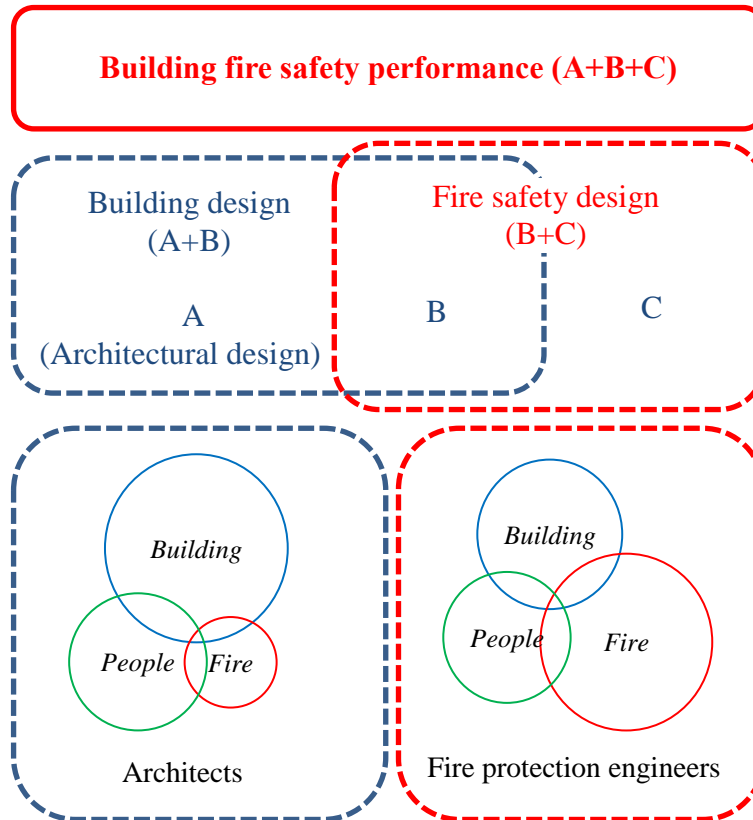 Building fire safety performance (A+B+C)
Building design
(A+B)
Fire safety design
(B+C)
A
(Architectural design)
B
C
Building
People
Fire
Architects
Building
People
Fire
Fire protection engineers